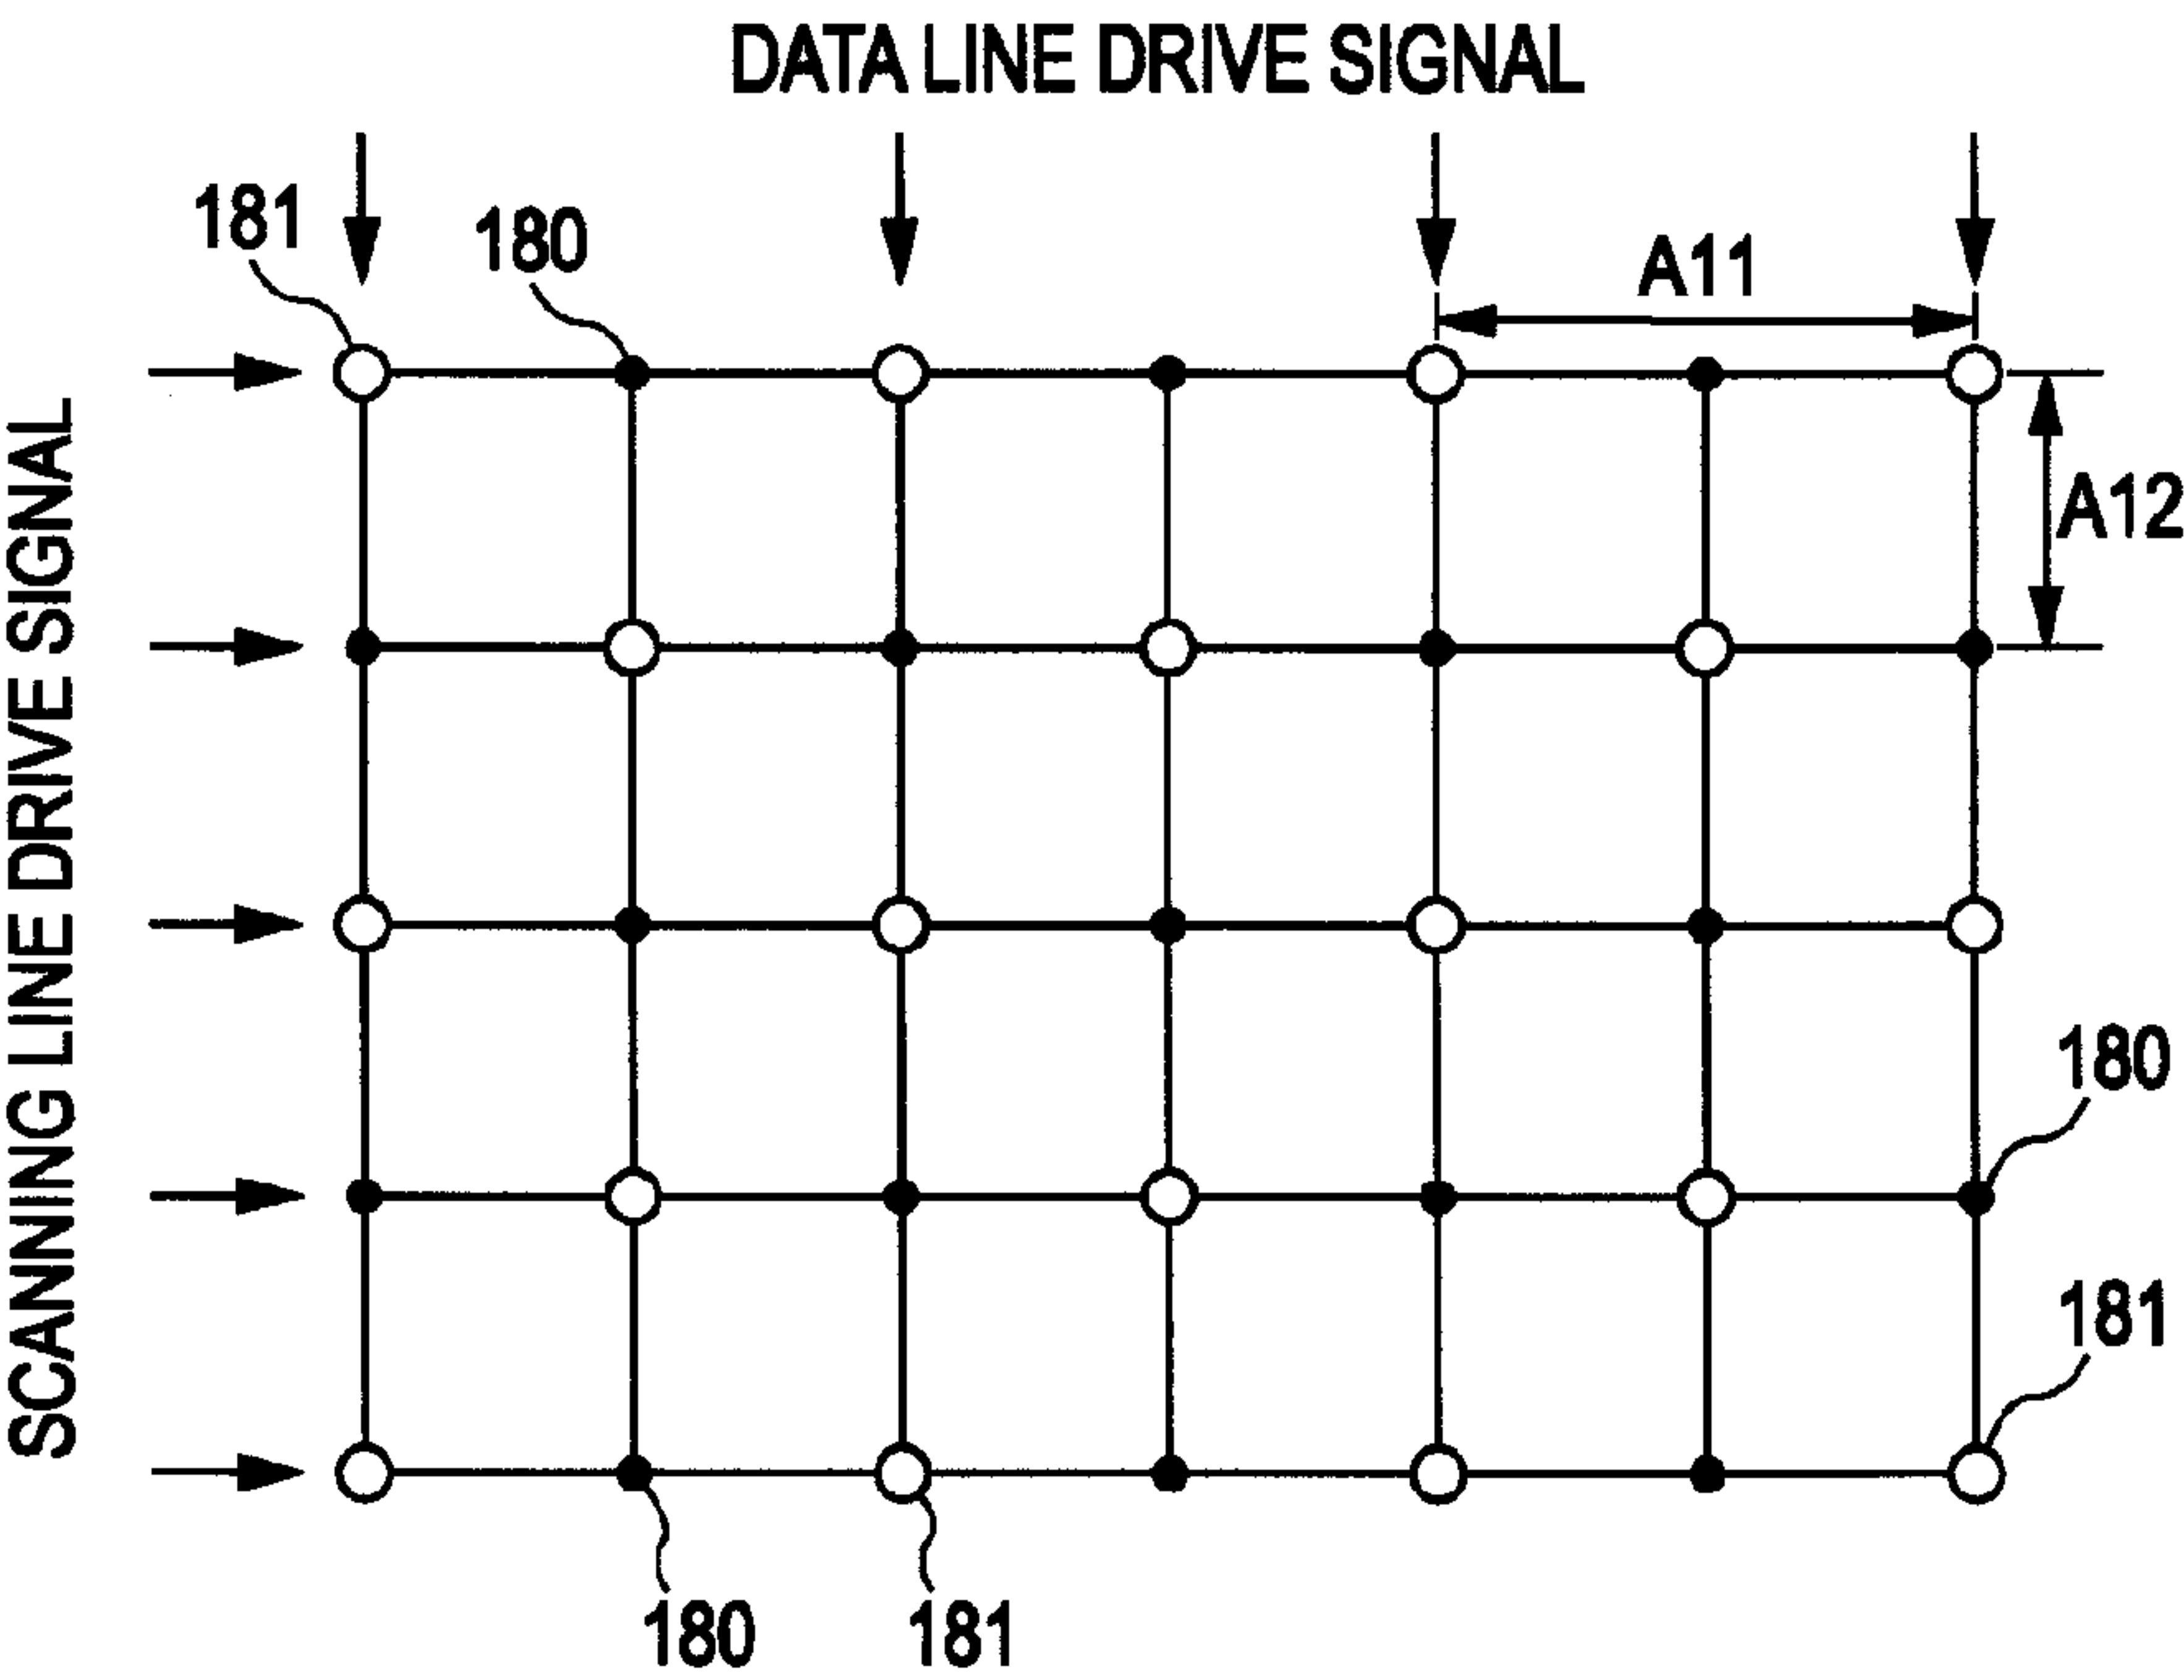 DATA LINE DRIVE SIGNAL
181
180
A11
A12
SCANNING LINE DRIVE SIGNAL
180
181
180
181